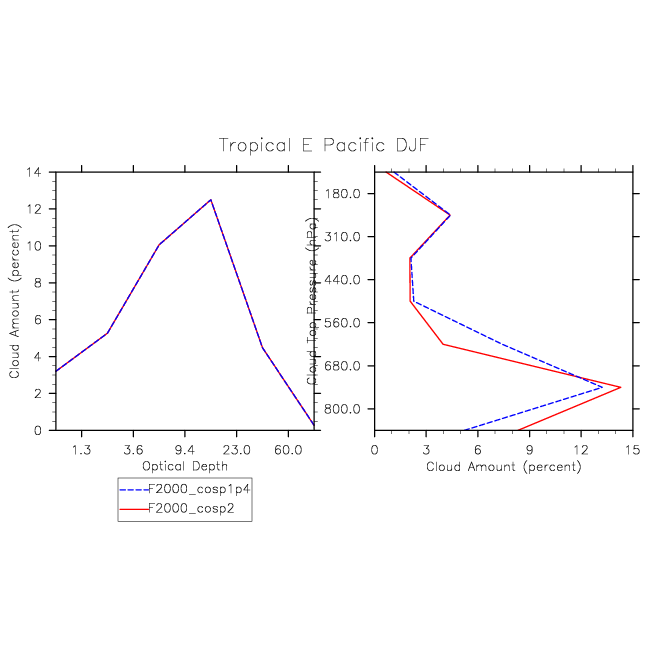 Tropical E Pacific DJF
Cloud Amount (percent)
14
12
10
8
6
4
2
0
1.3 3.6 9.4 23.0 60.0
Optical Depth
Cloud Top Pressure (hPa)
180.0
310.0
440.0
560.0
680.0
800.0
0 3 6 9 12 15
Cloud Amount (percent)
F2000_cosp1p4
F2000_cosp2